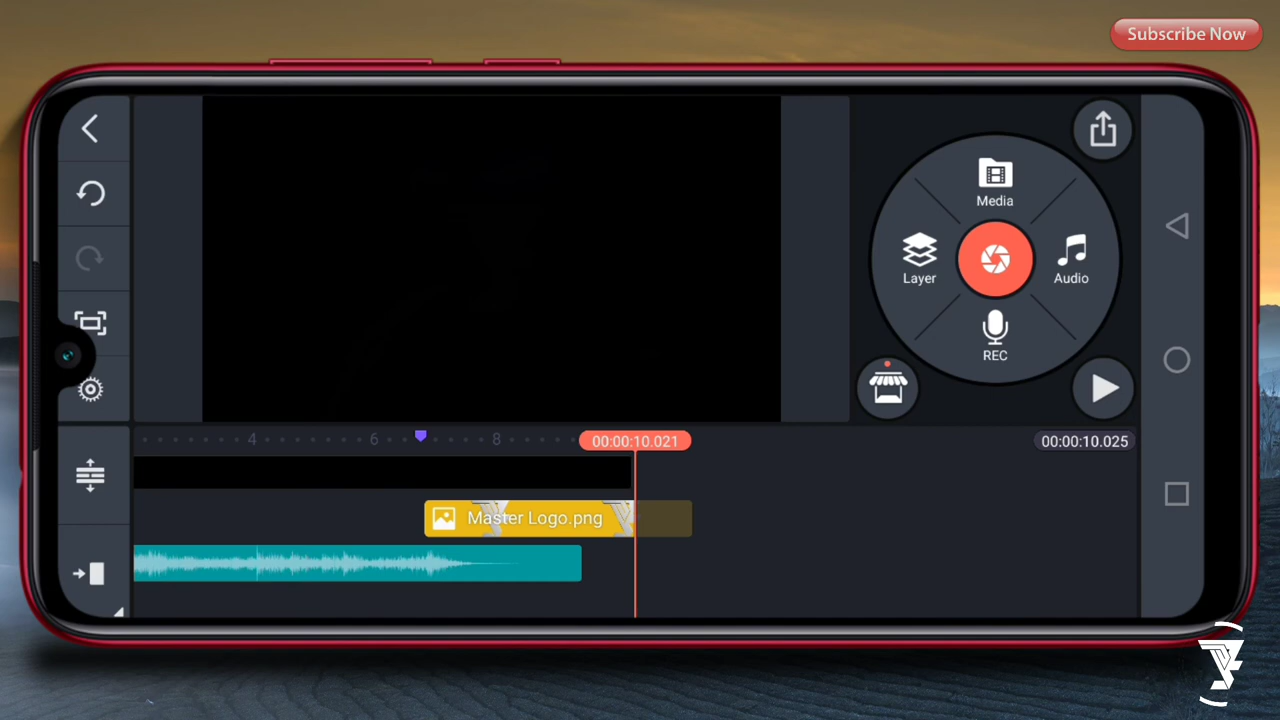 Subscribe Now
Media
Layer
Audio
REC
4
6
8
00:00:10.021
00:00:10.025
Master Logo.png